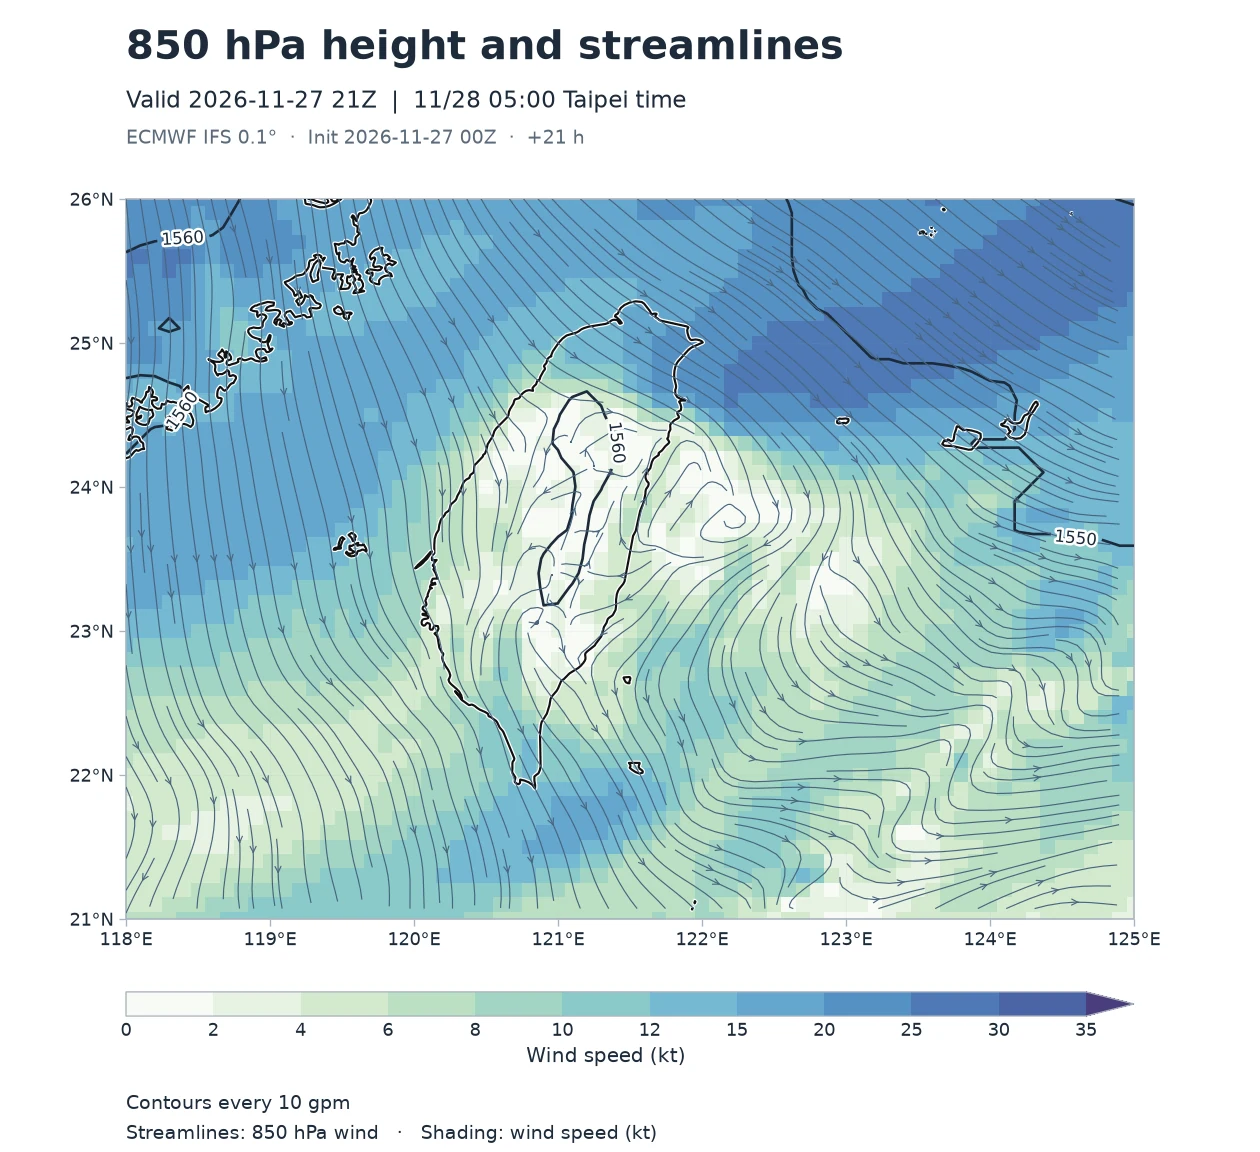 850 hPa height and streamlines
Valid 2026-11-27 21Z | 11/28 05:00 Taipei time
ECMWF IFS 0.1° · Init 2026-11-27 00Z · +21 h
26°N
1560
25°N
1560
1560
24°N
1550
23°N
22°N
21°N
118°E 119°E 120°E 121°E 122°E 123°E 124°E 125°E
0 2 4 6 8 10 12 15 20 25 30 35
Wind speed (kt)
Contours every 10 gpm
Streamlines: 850 hPa wind · Shading: wind speed (kt)